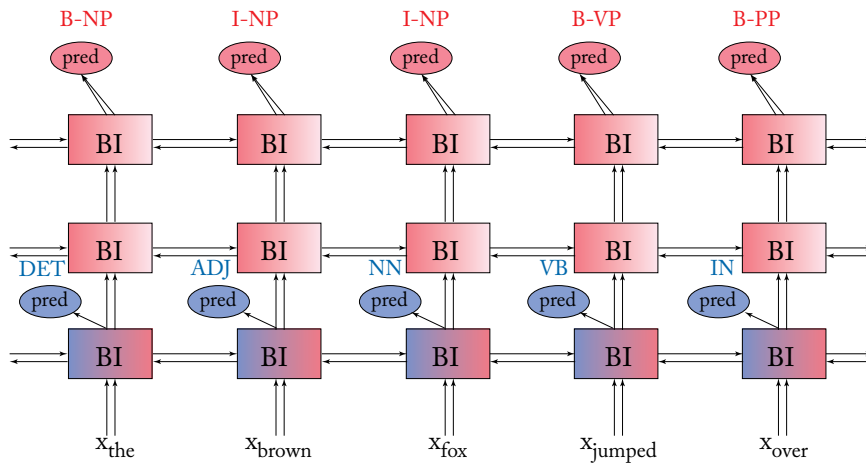 B-NP I-NP I-NP B-VP B-PP
pred pred pred pred pred
BI BI BI BI BI
BI BI BI BI BI
DET ADJ NN VB IN
pred pred pred pred pred
BI BI BI BI BI
x_the x_brown x_fox x_jumped x_over